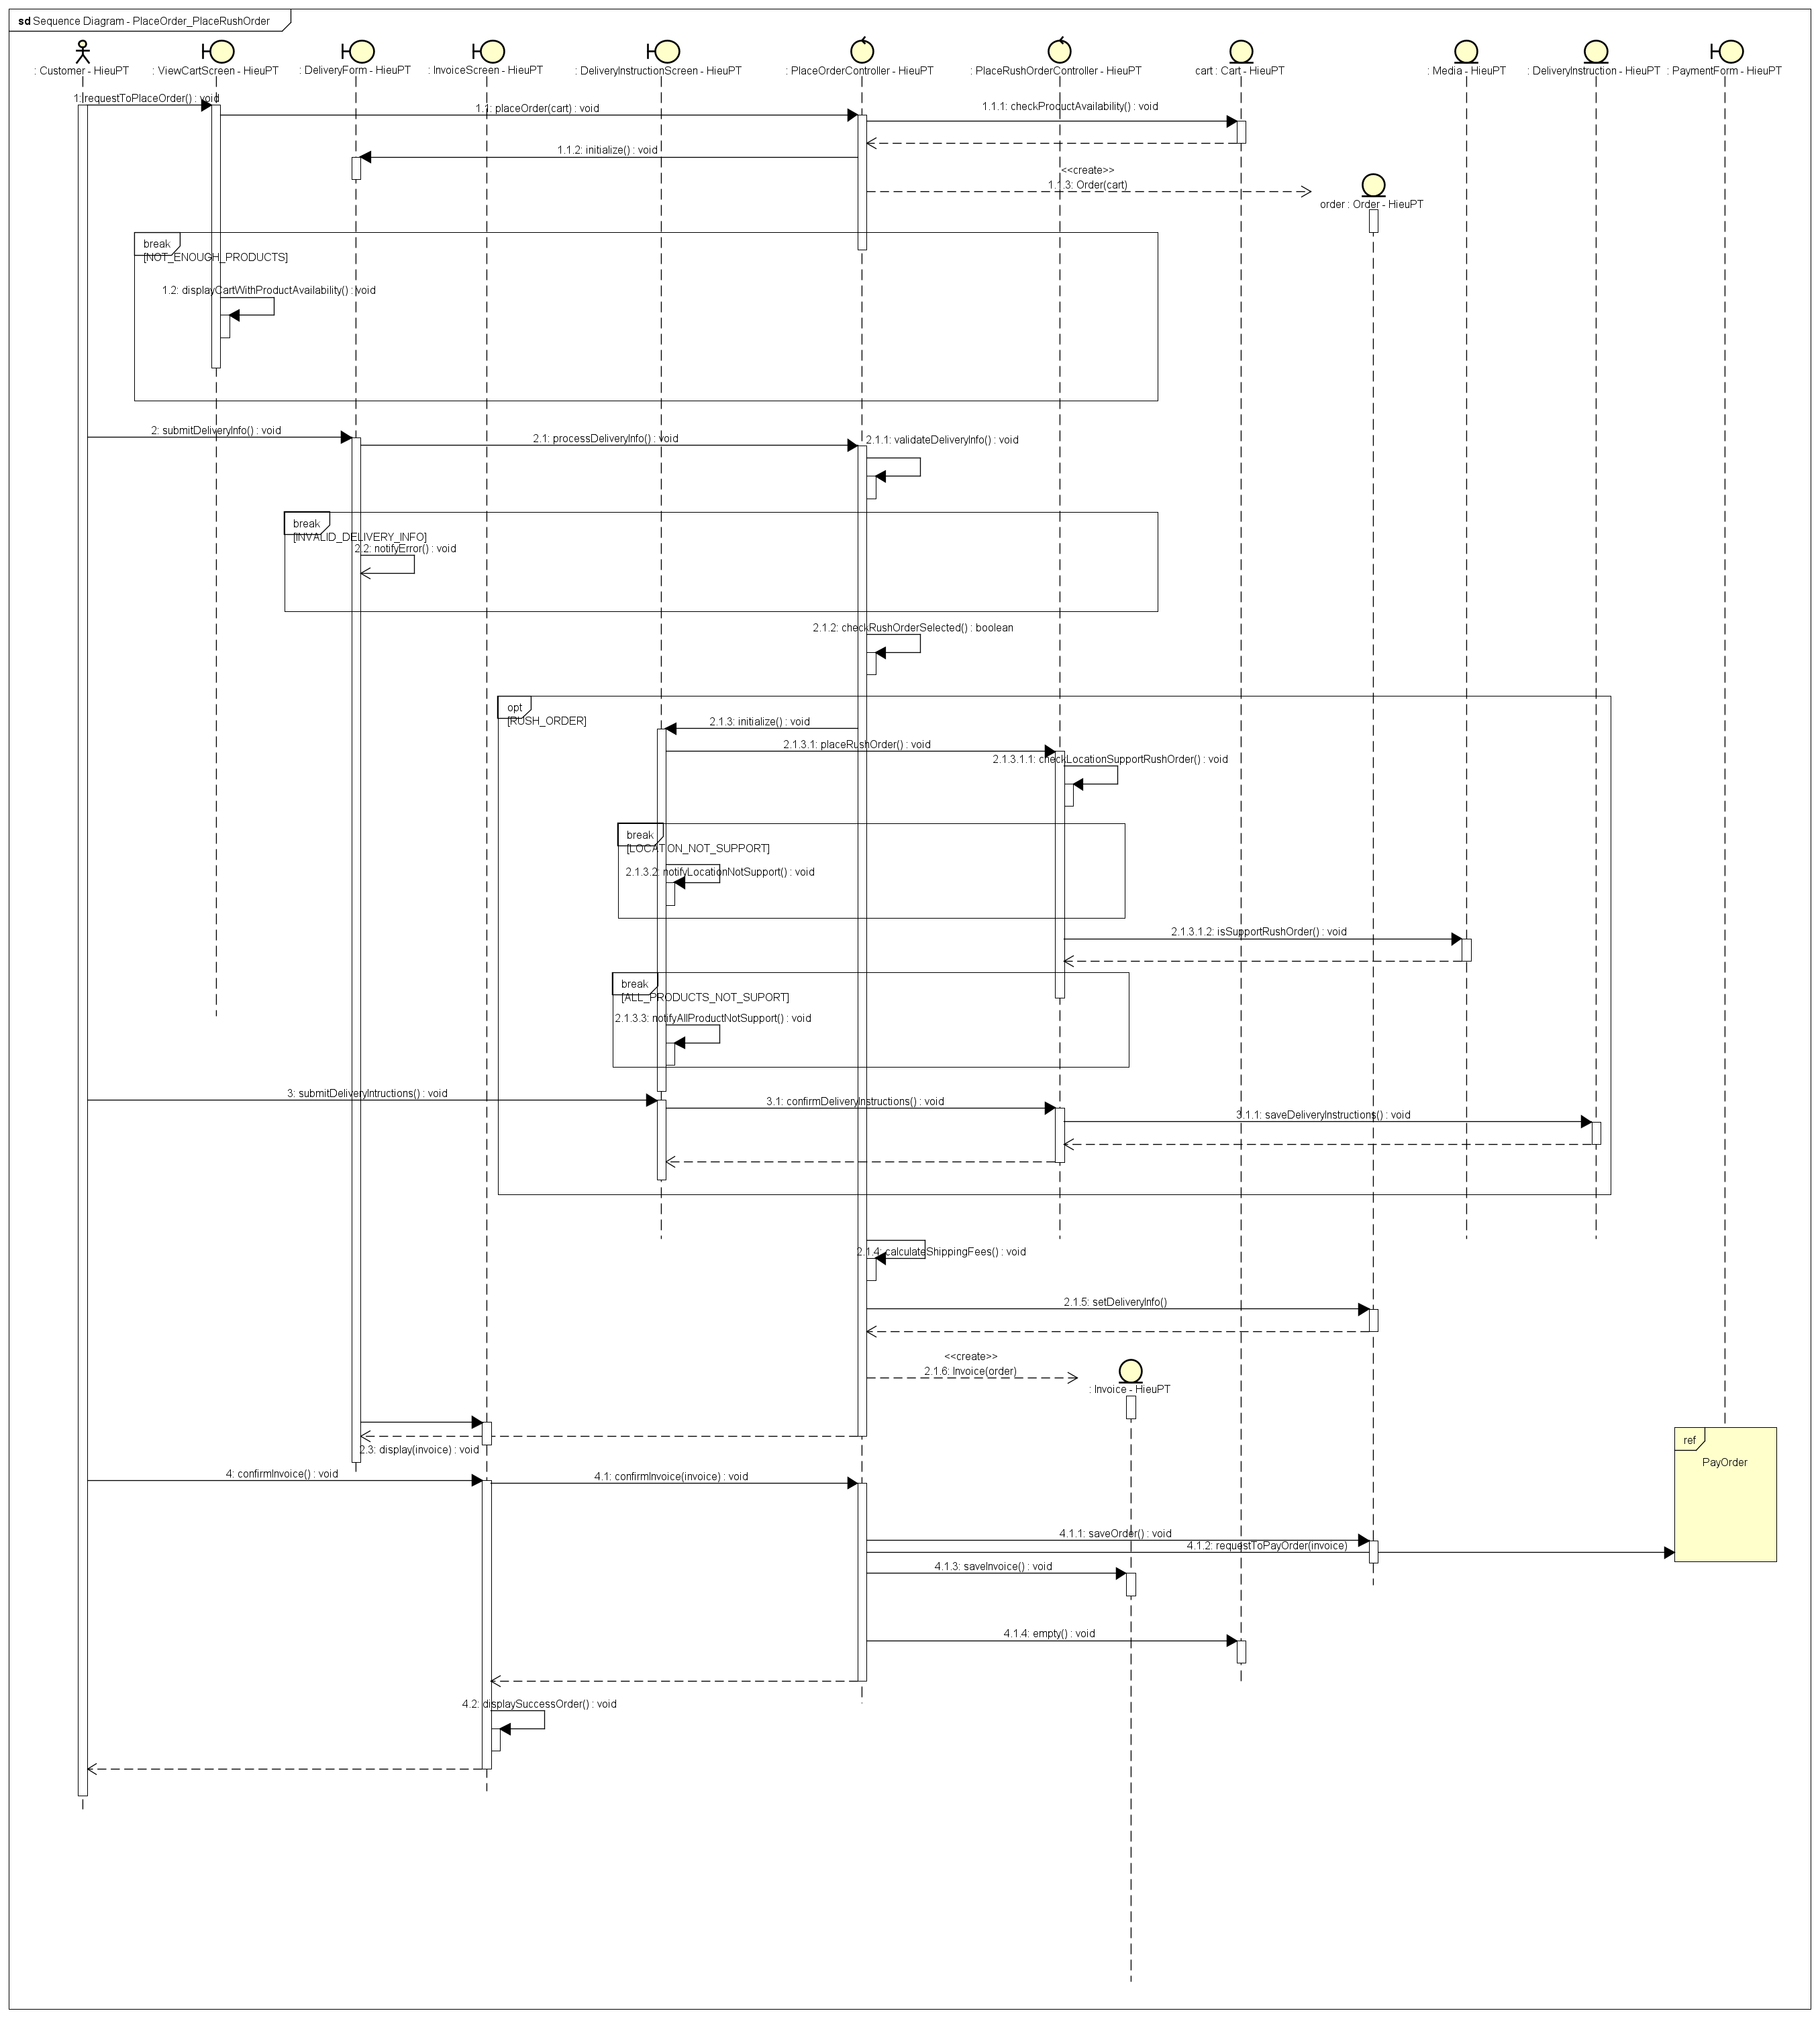 sd Sequence Diagram - PlaceOrder_PlaceRushOrder
: Customer - HieuPT
: ViewCartScreen - HieuPT
: DeliveryForm - HieuPT
: InvoiceScreen - HieuPT
: DeliveryInstructionScreen - HieuPT
: PlaceOrderController - HieuPT
: PlaceRushOrderController - HieuPT
cart : Cart - HieuPT
: Media - HieuPT
: DeliveryInstruction - HieuPT
: PaymentForm - HieuPT
1: requestToPlaceOrder() : void
1.1: placeOrder(cart) : void
1.1.1: checkProductAvailability() : void
1.1.2: initialize() : void
<<create>>
1.1.3: Order(cart)
order : Order - HieuPT
break
[NOT_ENOUGH_PRODUCTS]
1.2: displayCartWithProductAvailability() : void
2: submitDeliveryInfo() : void
2.1: processDeliveryInfo() : void
2.1.1: validateDeliveryInfo() : void
break
[INVALID_DELIVERY_INFO]
2.2: notifyError() : void
2.1.2: checkRushOrderSelected() : boolean
opt
[RUSH_ORDER]
2.1.3: initialize() : void
2.1.3.1: placeRushOrder() : void
2.1.3.1.1: checkLocationSupportRushOrder() : void
break
[LOCATION_NOT_SUPPORT]
2.1.3.2: notifyLocationNotSupport() : void
2.1.3.1.2: isSupportRushOrder() : void
break
[ALL_PRODUCTS_NOT_SUPORT]
2.1.3.3: notifyAllProductNotSupport() : void
3: submitDeliveryIntructions() : void
3.1: confirmDeliveryInstructions() : void
3.1.1: saveDeliveryInstructions() : void
2.1.4: calculateShippingFees() : void
2.1.5: setDeliveryInfo()
<<create>>
2.1.6: Invoice(order)
: Invoice - HieuPT
2.3: display(invoice) : void
ref
PayOrder
4: confirmInvoice() : void
4.1: confirmInvoice(invoice) : void
4.1.1: saveOrder() : void
4.1.2: requestToPayOrder(invoice)
4.1.3: saveInvoice() : void
4.1.4: empty() : void
4.2: displaySuccessOrder() : void